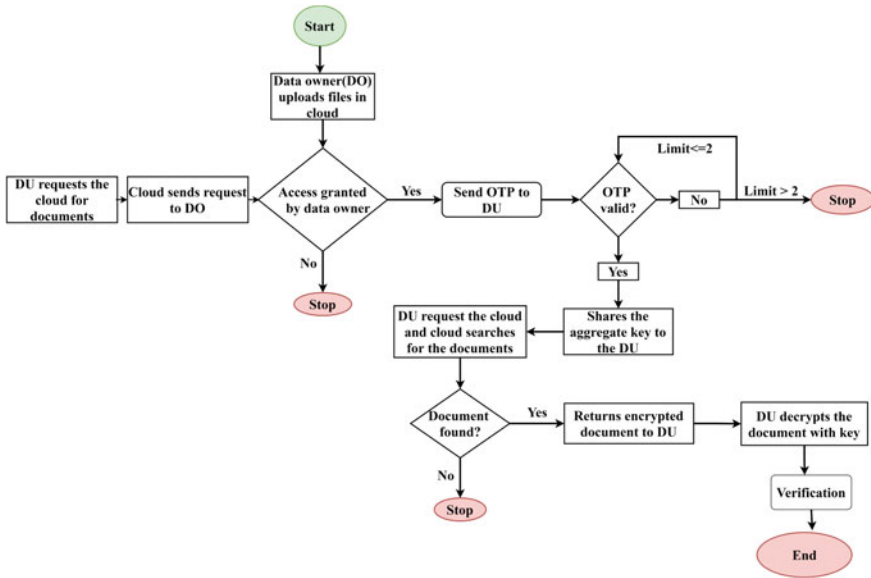 Start
Data owner(DO)
uploads files in
cloud
DU requests the
cloud for
documents
Cloud sends request
to DO
Access granted
by data owner
Yes
Send OTP to
DU
OTP
valid?
Limit<=2
No
Limit > 2
Stop
No
Stop
Yes
DU request the cloud
and cloud searches
for the documents
Shares the
aggregate key to
the DU
Document
found?
Yes
Returns encrypted
document to DU
DU decrypts the
document with key
No
Stop
Verification
End